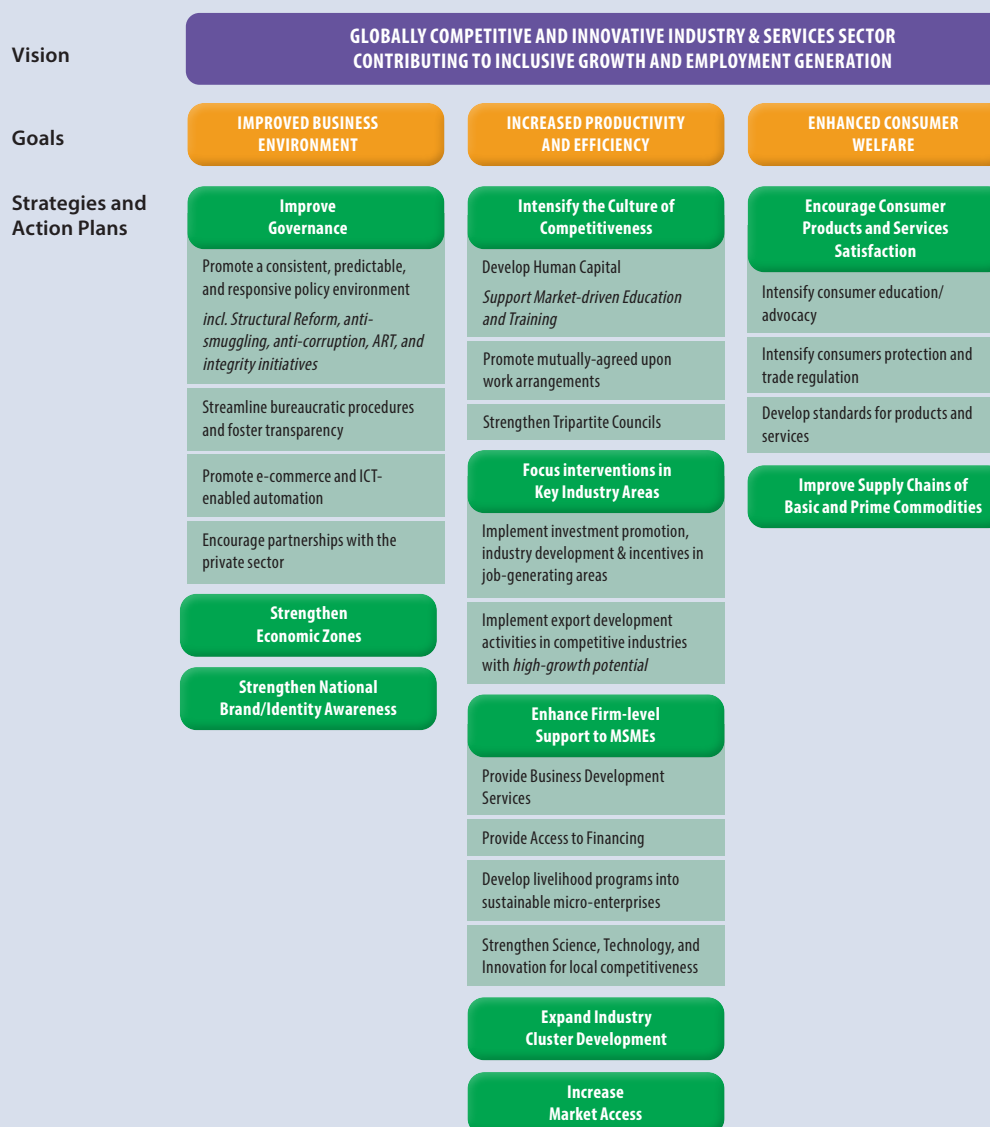 Vision
GLOBALLY COMPETITIVE AND INNOVATIVE INDUSTRY & SERVICES SECTOR
CONTRIBUTING TO INCLUSIVE GROWTH AND EMPLOYMENT GENERATION
Goals
IMPROVED BUSINESS
ENVIRONMENT
INCREASED PRODUCTIVITY
AND EFFICIENCY
ENHANCED CONSUMER
WELFARE
Strategies and
Action Plans
Improve
Governance
Promote a consistent, predictable,
and responsive policy environment
incl. Structural Reform, anti-
smuggling, anti-corruption, ART, and
integrity initiatives
Streamline bureaucratic procedures
and foster transparency
Promote e-commerce and ICT-
enabled automation
Encourage partnerships with the
private sector
Strengthen
Economic Zones
Strengthen National
Brand/Identity Awareness
Intensify the Culture of
Competitiveness
Develop Human Capital
Support Market-driven Education
and Training
Promote mutually-agreed upon
work arrangements
Strengthen Tripartite Councils
Focus interventions in
Key Industry Areas
Implement investment promotion,
industry development & incentives in
job-generating areas
Implement export development
activities in competitive industries
with high-growth potential
Enhance Firm-level
Support to MSMEs
Provide Business Development
Services
Provide Access to Financing
Develop livelihood programs into
sustainable micro-enterprises
Strengthen Science, Technology, and
Innovation for local competitiveness
Expand Industry
Cluster Development
Increase
Market Access
Encourage Consumer
Products and Services
Satisfaction
Intensify consumer education/
advocacy
Intensify consumers protection and
trade regulation
Develop standards for products and
services
Improve Supply Chains of
Basic and Prime Commodities